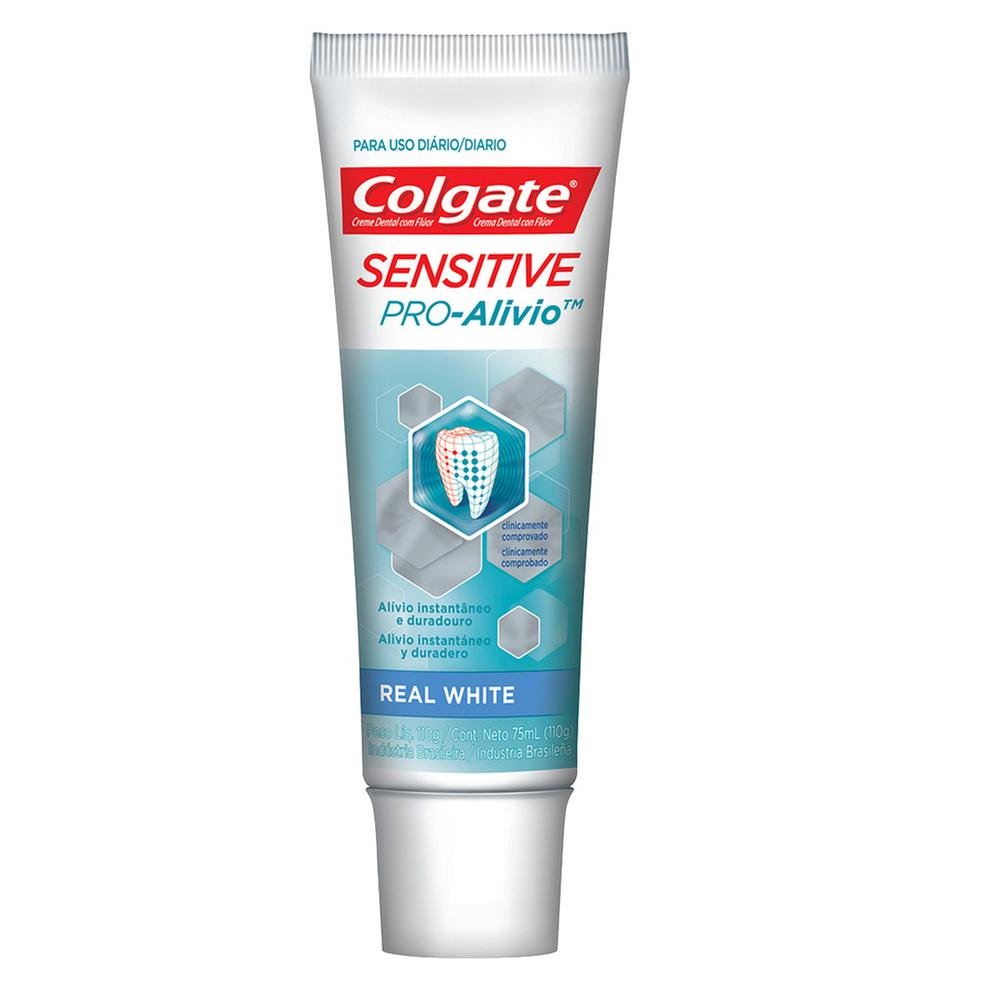 PARA USO DIÁRIO/DIARIO
Colgate®
Creme Dental com Flúor Crema Dental con Flúor
SENSITIVE
PRO-Alivio™
clinicamente
comprovado
clínicamente
comprobado
Alívio instantâneo
e duradouro
Alivio instantáneo
y duradero
REAL WHITE
Peso Líq. 110g / Cont. Neto 75mL (110g)
Indústria Brasileira / Industria Brasileña